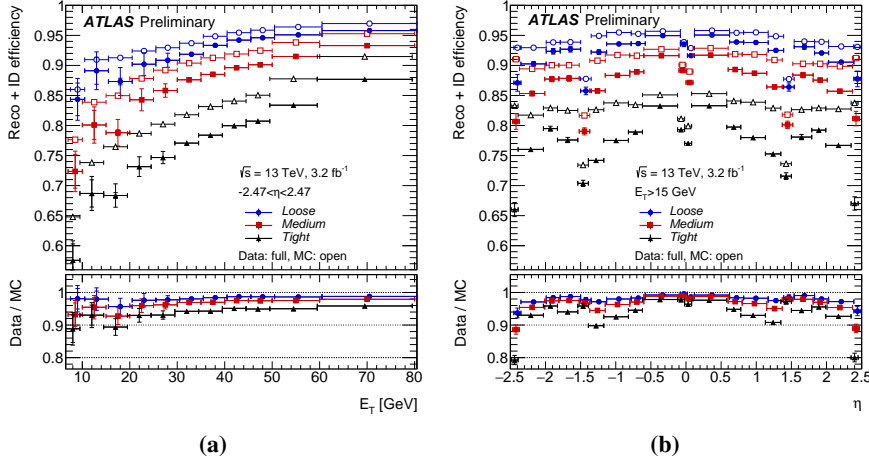 ATLAS Preliminary
Reco + ID efficiency
1
0.95
0.9
0.85
0.8
0.75
0.7
0.65
0.6
√s = 13 TeV, 3.2 fb⁻¹
-2.47<η<2.47
Loose
Medium
Tight
Data: full, MC: open
Data / MC
1
0.9
0.8
10 20 30 40 50 60 70 80
E_T [GeV]
(a)
ATLAS Preliminary
Reco + ID efficiency
1
0.95
0.9
0.85
0.8
0.75
0.7
0.65
0.6
√s = 13 TeV, 3.2 fb⁻¹
E_T>15 GeV
Loose
Medium
Tight
Data: full, MC: open
Data / MC
1
0.9
0.8
−2.5 −2 −1.5 −1 −0.5 0 0.5 1 1.5 2 2.5
η
(b)